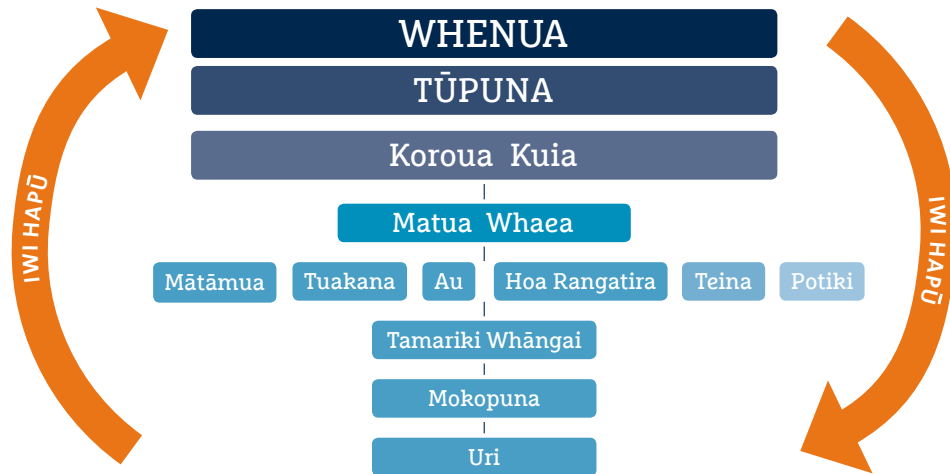 WHENUA
TŪPUNA
Koroua Kuia
Matua Whaea
Mātāmua
Tuakana
Au
Hoa Rangatira
Teina
Potiki
Tamariki Whāngai
Mokopuna
Uri
IWI HAPŪ
IWI HAPŪ